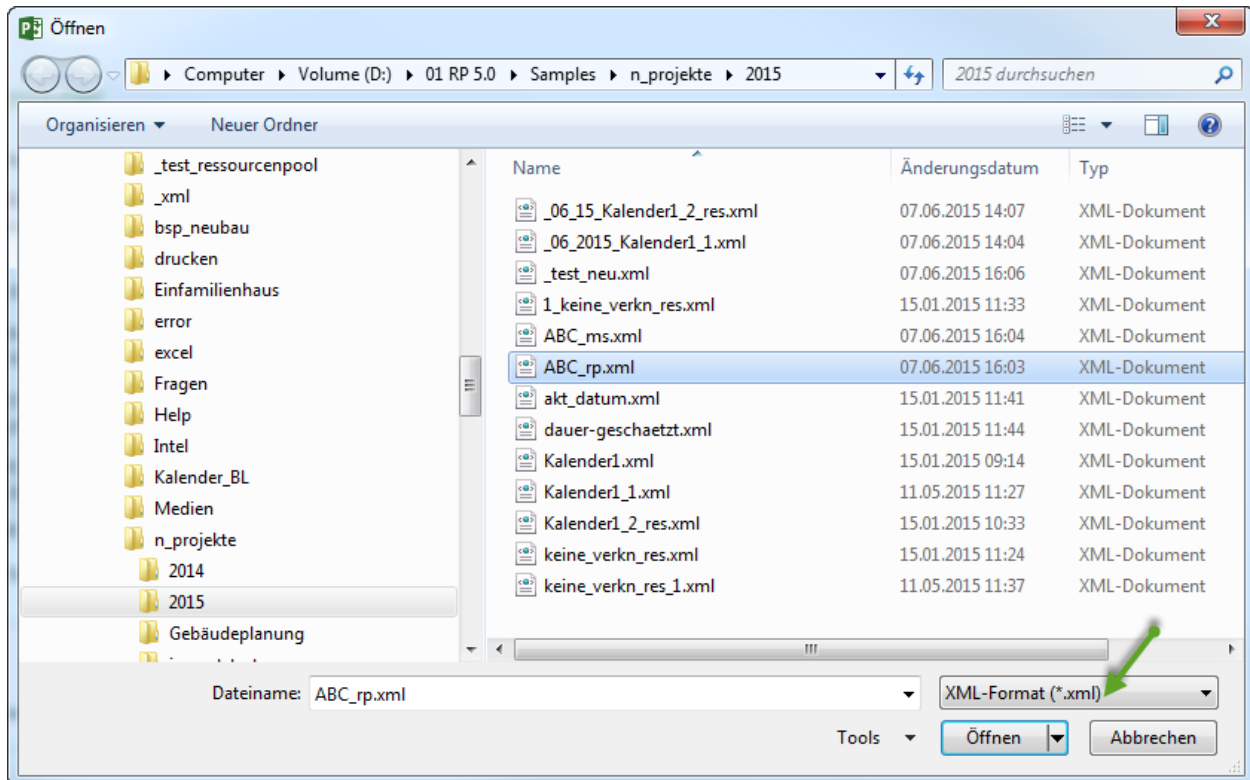 Öffnen
Computer Volume (D:) 01 RP 5.0 Samples n_projekte 2015
2015 durchsuchen
Organisieren Neuer Ordner
_test_ressourcenpool
_xml
bsp_neubau
drucken
Einfamilienhaus
error
excel
Fragen
Help
Intel
Kalender_BL
Medien
n_projekte
2014
2015
Gebäudeplanung
Name Änderungsdatum Typ
_06_15_Kalender1_2_res.xml 07.06.2015 14:07 XML-Dokument
_06_2015_Kalender1_1.xml 07.06.2015 14:04 XML-Dokument
_test_neu.xml 07.06.2015 16:06 XML-Dokument
1_keine_verkn_res.xml 15.01.2015 11:33 XML-Dokument
ABC_ms.xml 07.06.2015 16:04 XML-Dokument
ABC_rp.xml 07.06.2015 16:03 XML-Dokument
akt_datum.xml 15.01.2015 11:41 XML-Dokument
dauer-geschaetzt.xml 15.01.2015 11:44 XML-Dokument
Kalender1.xml 15.01.2015 09:14 XML-Dokument
Kalender1_1.xml 11.05.2015 11:27 XML-Dokument
Kalender1_2_res.xml 15.01.2015 10:33 XML-Dokument
keine_verkn_res.xml 15.01.2015 11:24 XML-Dokument
keine_verkn_res_1.xml 11.05.2015 11:37 XML-Dokument
Dateiname: ABC_rp.xml XML-Format (*.xml)
Tools Öffnen Abbrechen